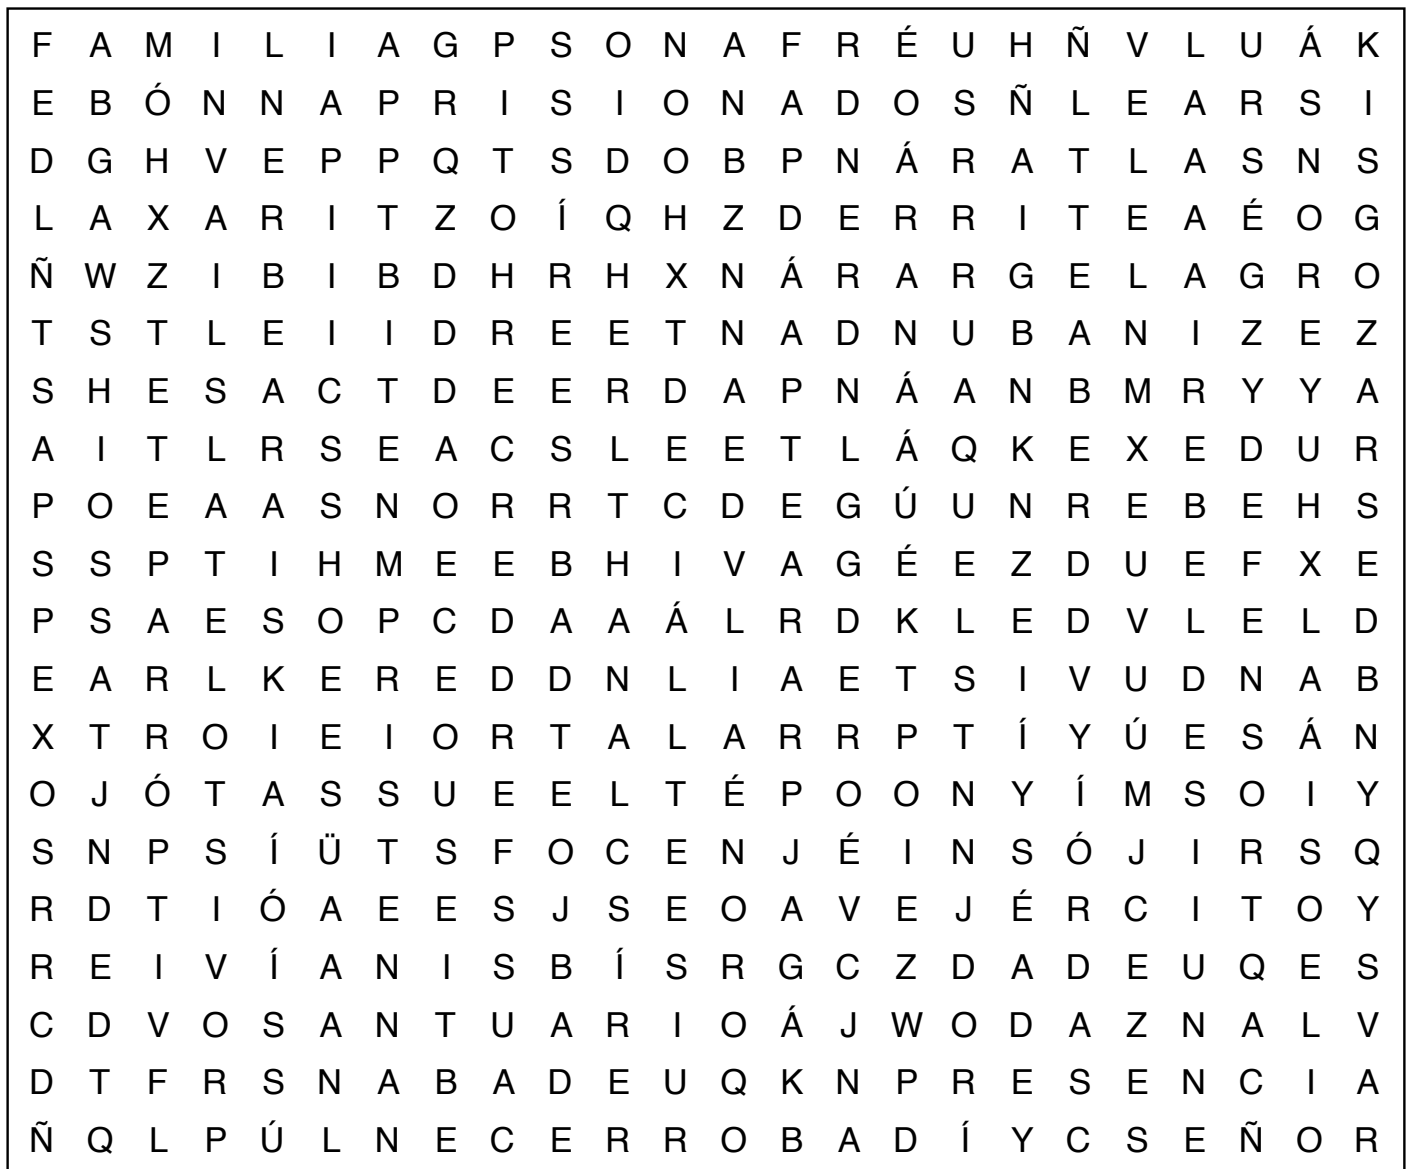 F A M I L I A G P S O N A F R É U H Ñ V L U Á K
E B Ó N N A P R I S I O N A D O S Ñ L E A R S I
D G H V E P P Q T S D O B P N Á R A T L A S N S
L A X A R I T Z O Í Q H Z D E R R I T E A É O G
Ñ W Z I B I B D H R H X N Á R A R G E L A G R O
T S T L E I I D R E E T N A D N U B A N I Z E Z
S H E S A C T D E E R D A P N Á A N B M R Y Y A
A I T L R S E A C S L E E T L Á Q K E X E D U R
P O E A A S N O R R T C D E G Ú U N R E B E H S
S S P T I H M E E B H I V A G É E Z D U E F X E
P S A E S O P C D A A Á L R D K L E D V L E L D
E A R L K E R E D D N L I A E T S I V U D N A B
X T R O I E I O R T A L A R R P T Í Y Ú E S Á N
O J Ó T A S S U E E L T É P O O N Y Í M S O I Y
S N P S Í Ü T S F O C E N J É I N S Ó J I R S Q
R D T I Ó A E E S J S E O A V E J É R C I T O Y
R E I V Í A N I S B Í S R G C Z D A D E U Q E S
C D V O S A N T U A R I O Á J W O D A Z N A L V
D T F R S N A B A D E U Q K N P R E S E N C I A
Ñ Q L P Ú L N E C E R R O B A D Í Y C S E Ñ O R